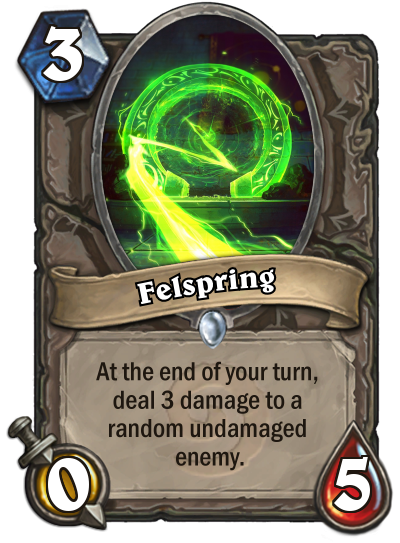 3
Felspring
At the end of your turn,
deal 3 damage to a
random undamaged
enemy.
0
5